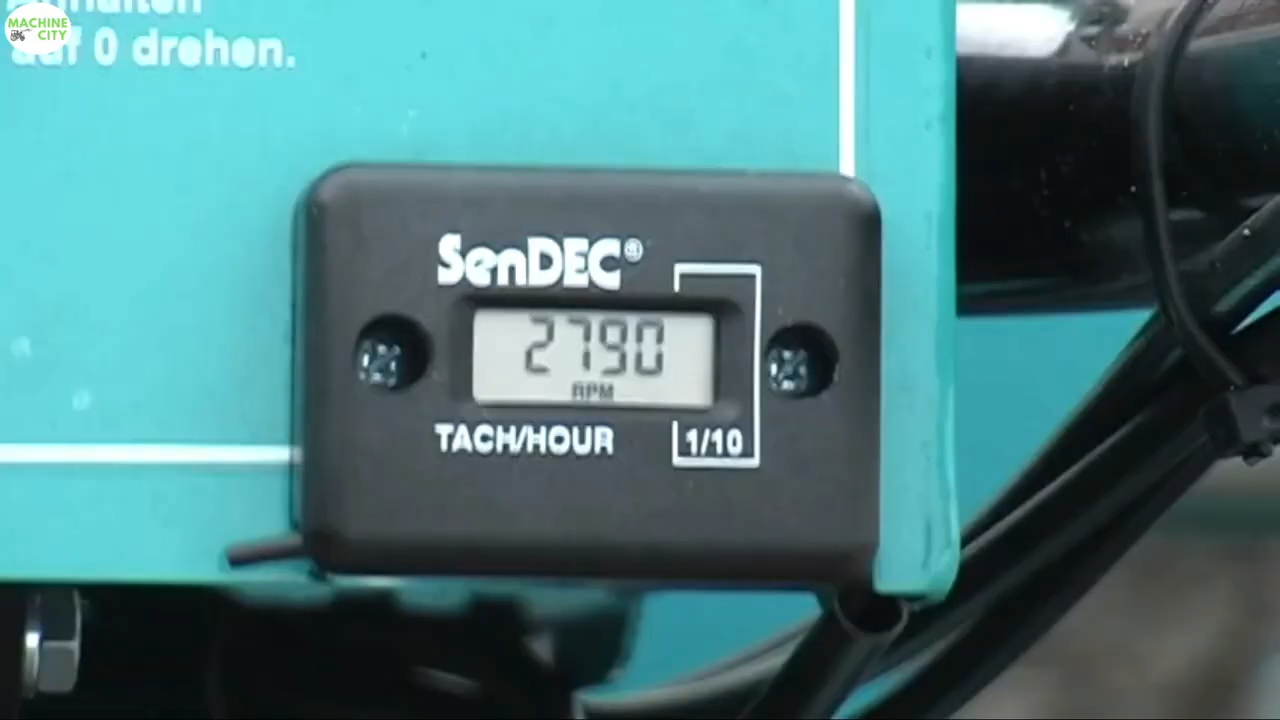 MACHINE
CITY
auf 0 drehen.
SenDEC®
2790
RPM
TACH/HOUR
1/10